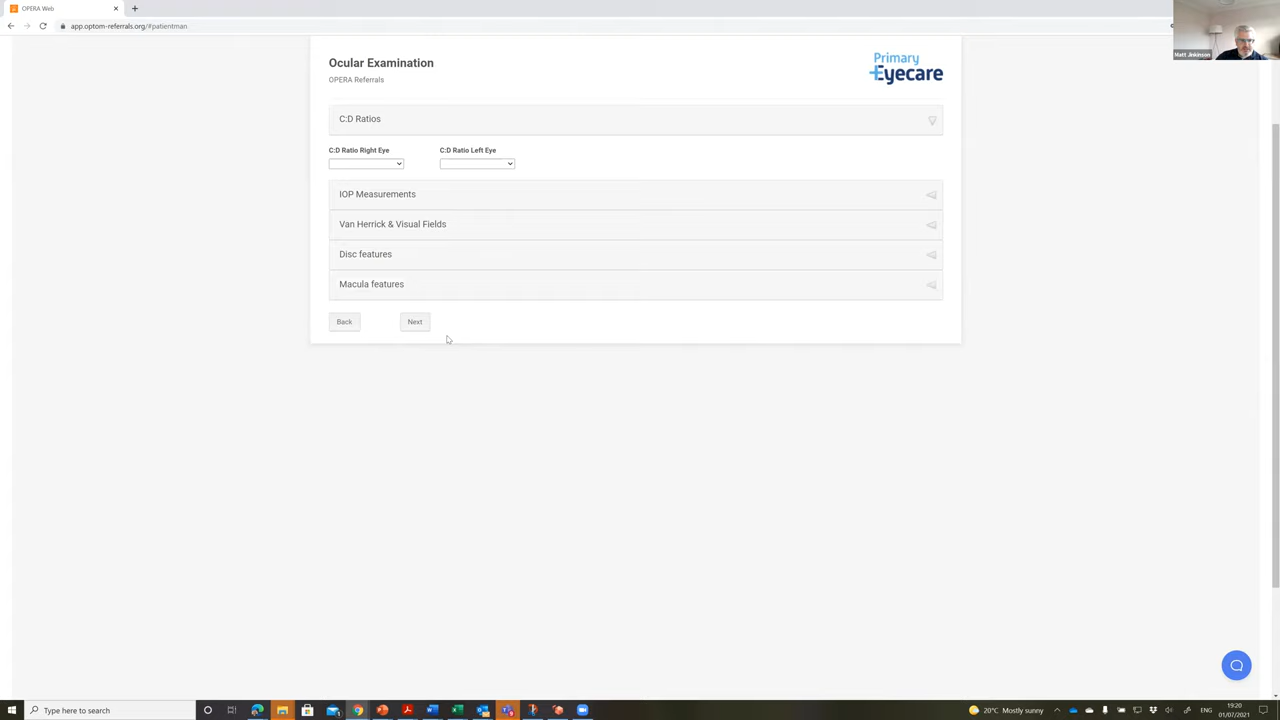 OPERA Web
app.optom-referrals.org/#patientman
Matt Jinkinson
Ocular Examination
OPERA Referrals
Primary
Eyecare
C:D Ratios
C:D Ratio Right Eye
C:D Ratio Left Eye
IOP Measurements
Van Herrick & Visual Fields
Disc features
Macula features
Back
Next
Type here to search
20°C Mostly sunny
ENG
19:20
01/07/2021